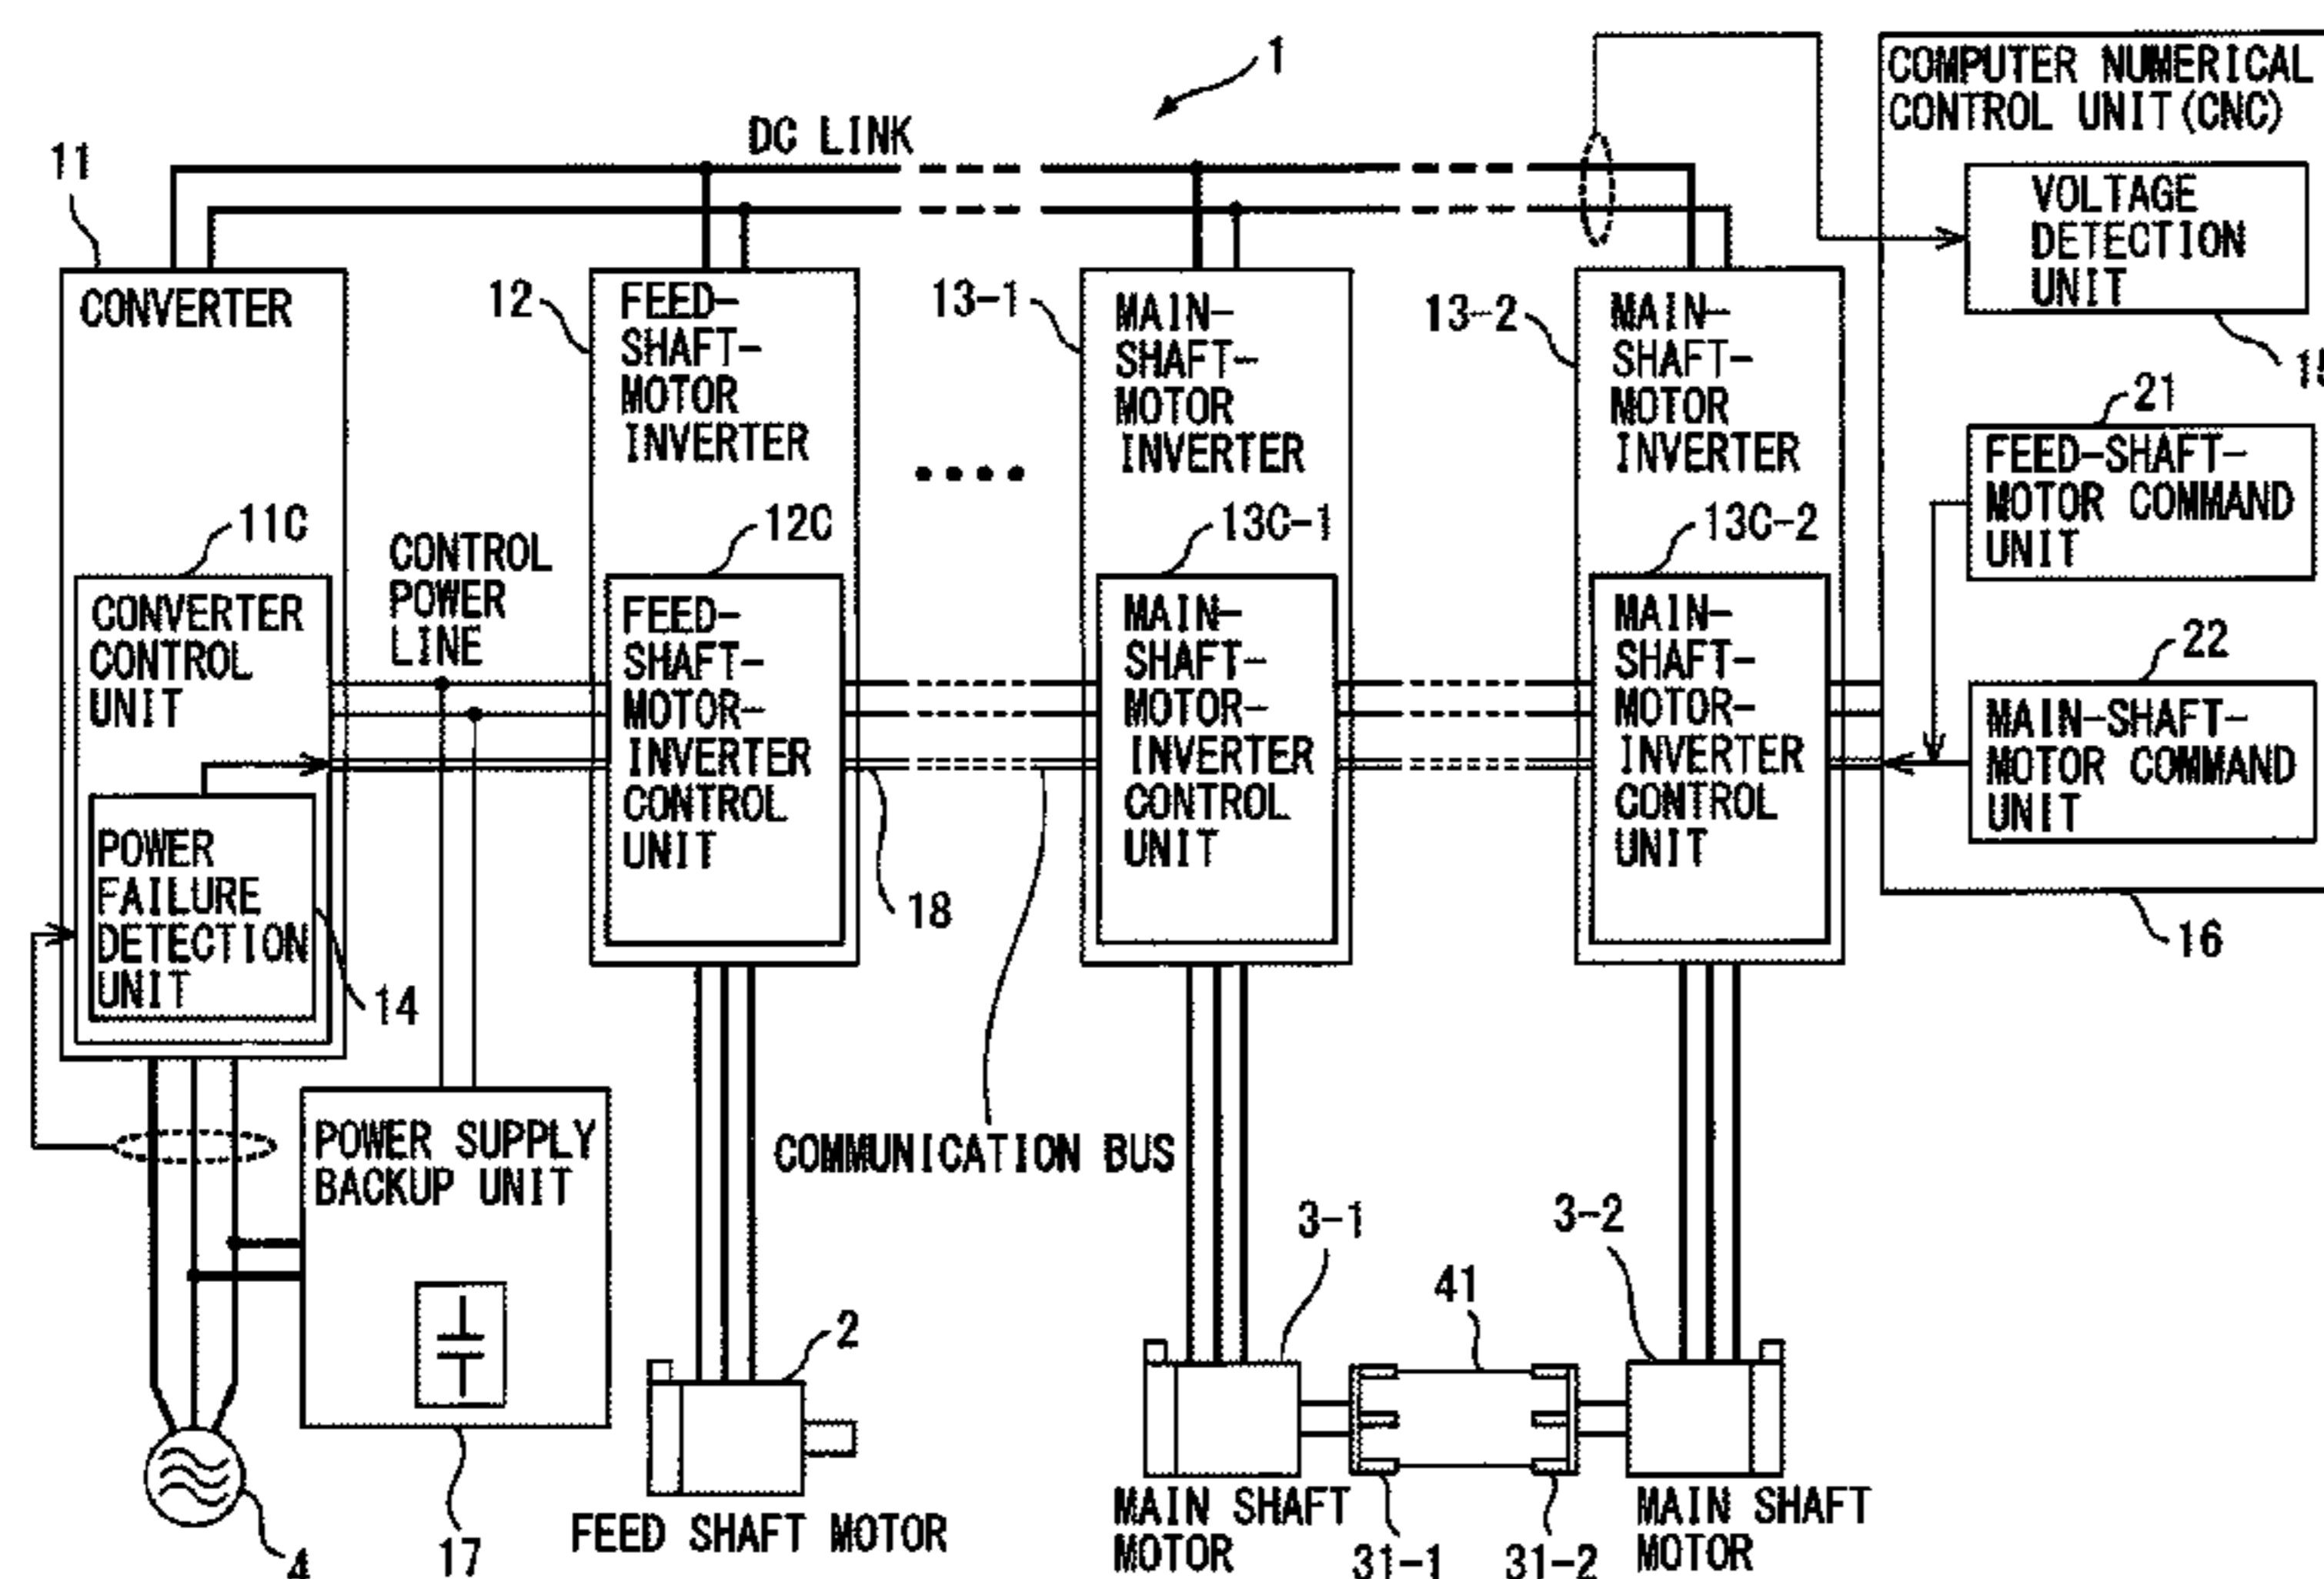 1
COMPUTER NUMERICAL
CONTROL UNIT(CNC)
DC LINK
11
VOLTAGE
DETECTION
UNIT
15
CONVERTER
12
FEED-
SHAFT-
MOTOR
INVERTER
13-1
MAIN-
SHAFT-
MOTOR
INVERTER
13-2
MAIN-
SHAFT-
MOTOR
INVERTER
21
FEED-SHAFT-
MOTOR COMMAND
UNIT
11C
CONTROL
POWER
LINE
12C
13C-1
13C-2
CONVERTER
CONTROL
UNIT
FEED-
SHAFT-
MOTOR-
INVERTER
CONTROL
UNIT
MAIN-
SHAFT-
MOTOR-
INVERTER
CONTROL
UNIT
MAIN-
SHAFT-
MOTOR-
INVERTER
CONTROL
UNIT
22
MAIN-SHAFT-
MOTOR COMMAND
UNIT
POWER
FAILURE
DETECTION
UNIT
14
18
16
POWER SUPPLY
BACKUP UNIT
COMMUNICATION BUS
3-1
3-2
41
2
FEED SHAFT MOTOR
MAIN SHAFT
MOTOR
MAIN SHAFT
MOTOR
4
17
31-1
31-2